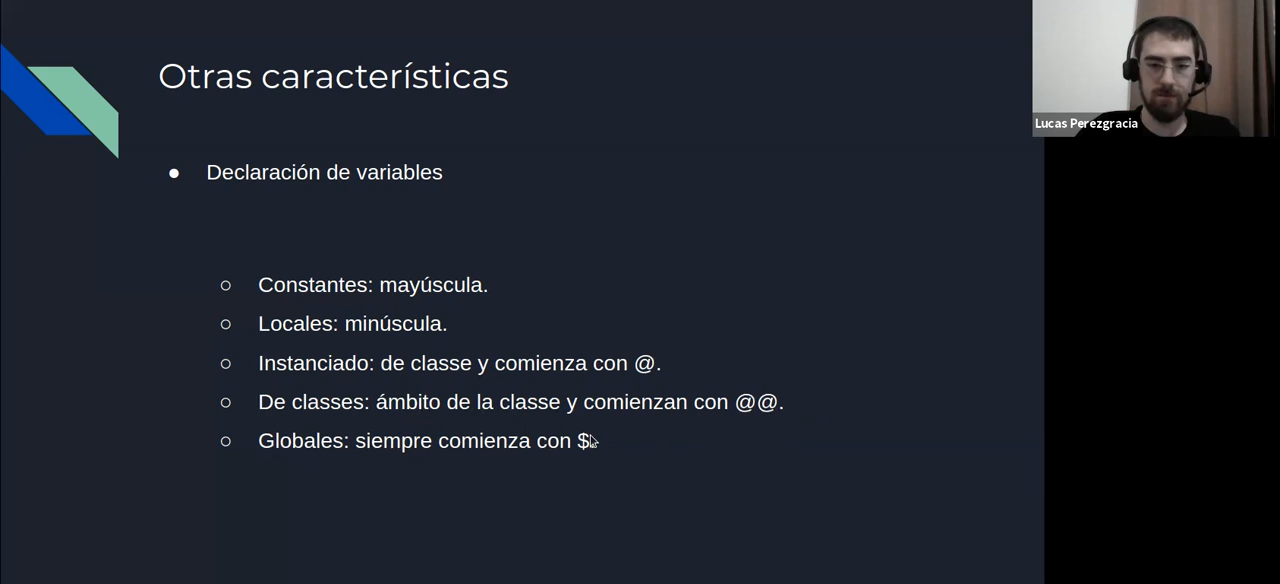 Otras características
Lucas Perezgracia
● Declaración de variables
○ Constantes: mayúscula.
○ Locales: minúscula.
○ Instanciado: de classe y comienza con @.
○ De classes: ámbito de la classe y comienzan con @@.
○ Globales: siempre comienza con $.